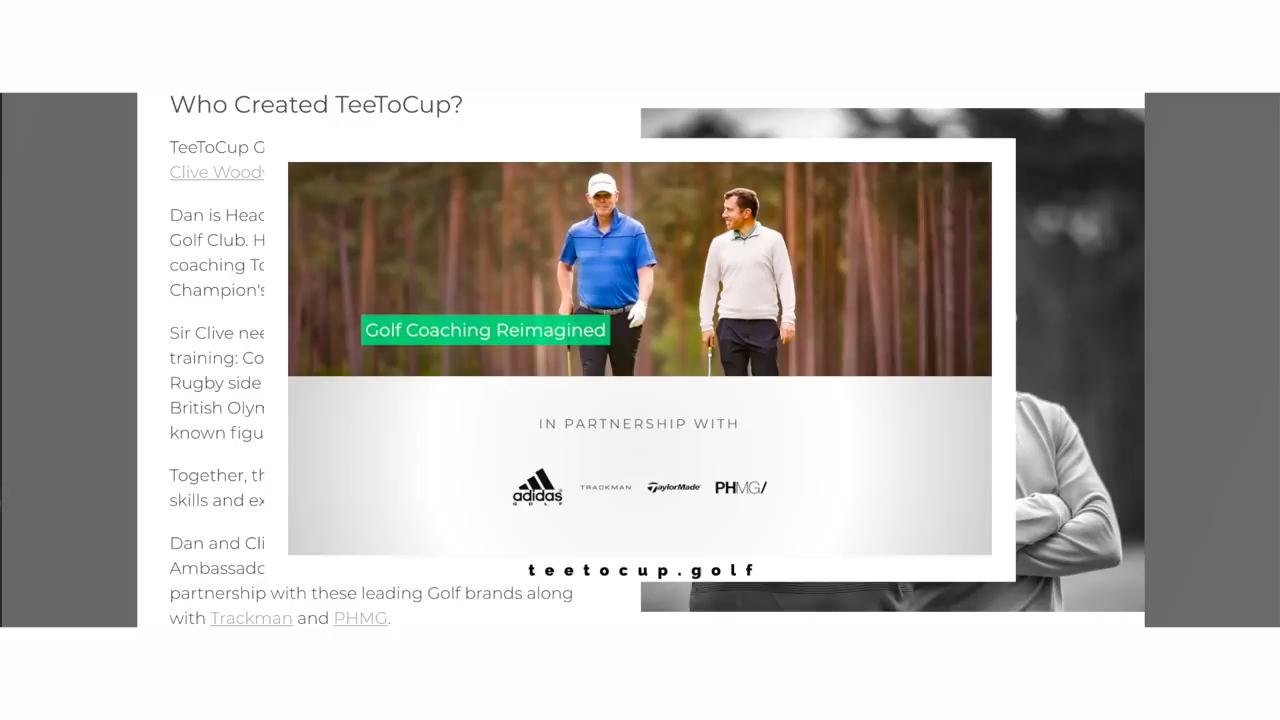 Who Created TeeToCup?
TeeToCup G
Clive Woodw
Dan is Head
Golf Club. H
coaching To
Champion's
Sir Clive nee
training: Co
Rugby side
British Olym
known figu
Together, th
skills and ex
Dan and Cli
Ambassado
partnership with these leading Golf brands along
with Trackman and PHMG.
Golf Coaching Reimagined
IN PARTNERSHIP WITH
adidas
GOLF
TRACKMAN
TaylorMade
PHMG/
teetocup.golf